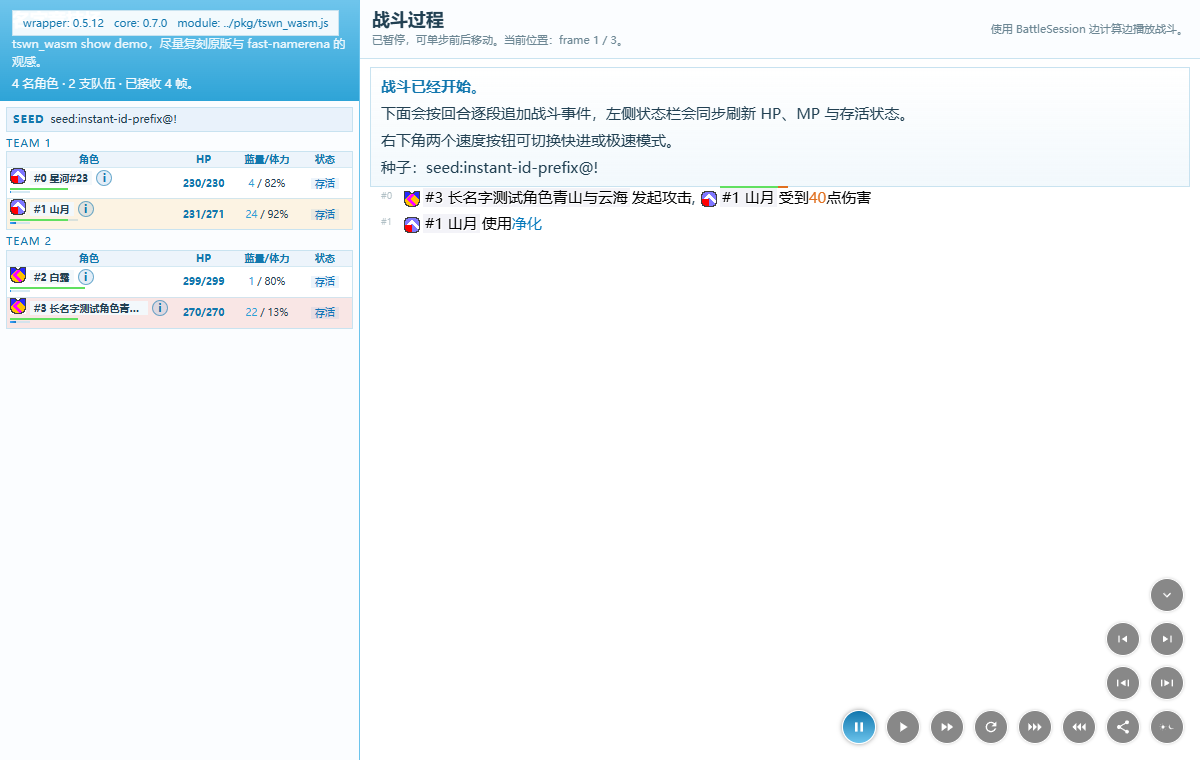 wrapper: 0.5.12 core: 0.7.0 module: ../pkg/tswn_wasm.js
tswn_wasm show demo，尽量复刻原版与 fast-namerena 的
观感。
4 名角色 · 2 支队伍 · 已接收 4 帧。
SEED seed:instant-id-prefix@!
TEAM 1
角色 HP 蓝量/体力 状态
#0 星河#23 i 230/230 4 / 82% 存活
#1 山月 i 231/271 24 / 92% 存活
TEAM 2
角色 HP 蓝量/体力 状态
#2 白露 i 299/299 1 / 80% 存活
#3 长名字测试角色青... i 270/270 22 / 13% 存活
战斗过程
已暂停，可单步前后移动。当前位置：frame 1 / 3。
使用 BattleSession 边计算边播放战斗。
战斗已经开始。
下面会按回合逐段追加战斗事件，左侧状态栏会同步刷新 HP、MP 与存活状态。
右下角两个速度按钮可切换快进或极速模式。
种子：seed:instant-id-prefix@!
#0 #3 长名字测试角色青山与云海 发起攻击, #1 山月 受到40点伤害
#1 #1 山月 使用净化